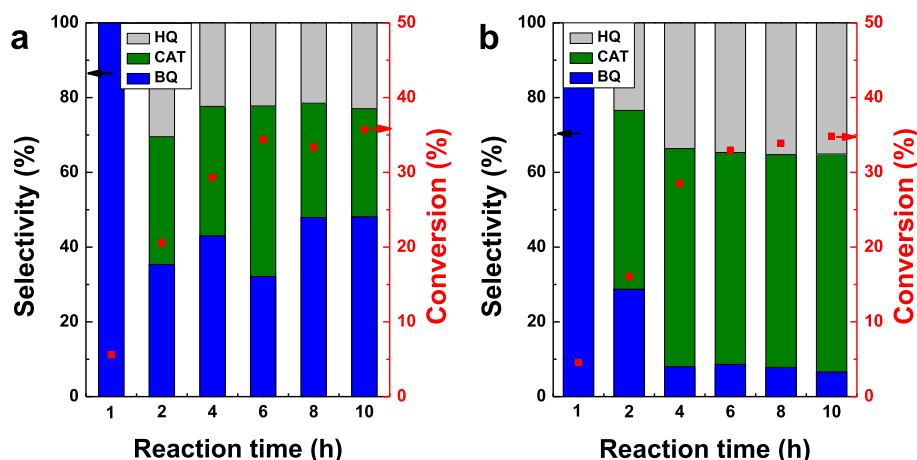 a
HQ
CAT
BQ
100
80
60
40
20
0
Selectivity (%)
50
40
30
20
10
0
Conversion (%)
1 2 4 6 8 10
Reaction time (h)
b
HQ
CAT
BQ
100
80
60
40
20
0
Selectivity (%)
50
40
30
20
10
0
Conversion (%)
1 2 4 6 8 10
Reaction time (h)